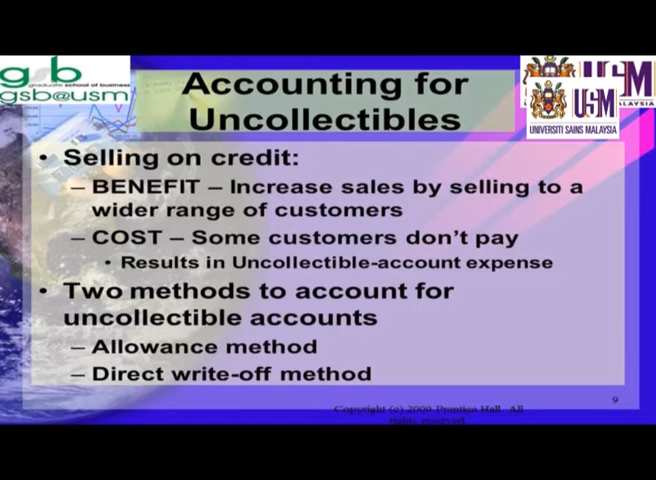 gsb
graduate school of business
gsb@usm
Accounting for
Uncollectibles
USM
UNIVERSITI SAINS MALAYSIA
• Selling on credit:
– BENEFIT – Increase sales by selling to a
wider range of customers
– COST – Some customers don't pay
• Results in Uncollectible-account expense
• Two methods to account for
uncollectible accounts
– Allowance method
– Direct write-off method
Copyright (c) 2009 Prentice Hall. All
rights reserved.
9